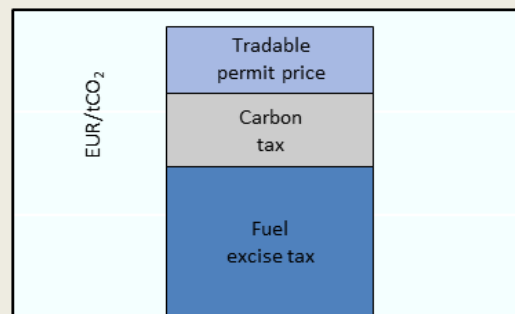 EUR/tCO₂
Tradable
permit price
Carbon
tax
Fuel
excise tax